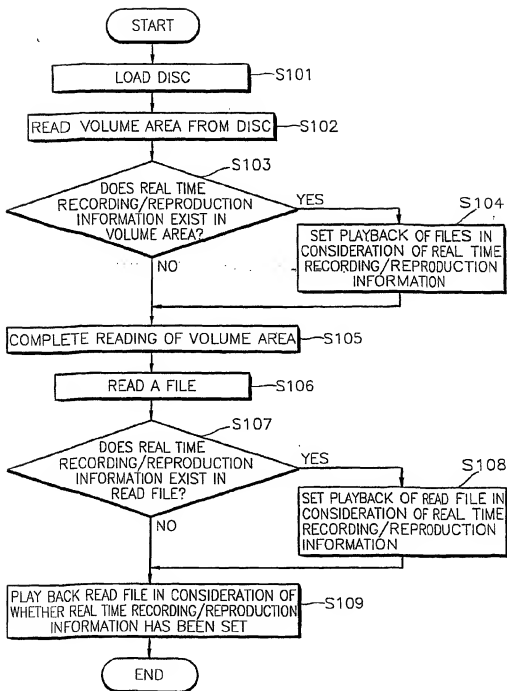 START
LOAD DISC
S101
READ VOLUME AREA FROM DISC
S102
S103
DOES REAL TIME
RECORDING/REPRODUCTION
INFORMATION EXIST IN
VOLUME AREA?
YES
S104
SET PLAYBACK OF FILES IN
CONSIDERATION OF REAL TIME
RECORDING/REPRODUCTION
INFORMATION
NO
COMPLETE READING OF VOLUME AREA
S105
READ A FILE
S106
S107
DOES REAL TIME
RECORDING/REPRODUCTION
INFORMATION EXIST IN
READ FILE?
YES
S108
SET PLAYBACK OF READ FILE IN
CONSIDERATION OF REAL TIME
RECORDING/REPRODUCTION
INFORMATION
NO
PLAY BACK READ FILE IN CONSIDERATION OF
WHETHER REAL TIME RECORDING/REPRODUCTION
INFORMATION HAS BEEN SET
S109
END